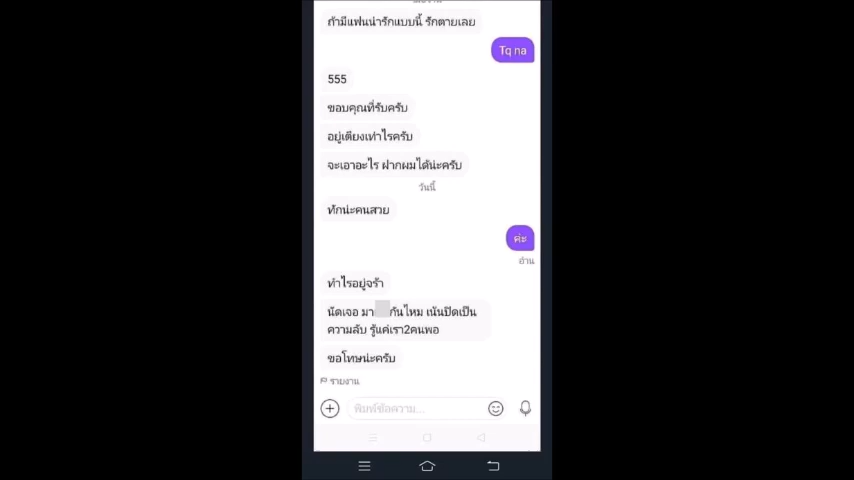 ถ้ามีแฟนน่ารักแบบนี้ รักตายเลย
Tq na
555
ขอบคุณที่รับครับ
อยู่เตียงเท่าไรครับ
จะเอาอะไร ฝากผมได้น่ะครับ
วันนี้
ทักน่ะคนสวย
ค่ะ
อ่าน
ทำไรอยู่จร้า
นัดเจอ มา กันไหม เน้นปิดเป็น
ความลับ รู้แค่เรา2คนพอ
ขอโทษน่ะครับ
รายงาน
พิมพ์ข้อความ...